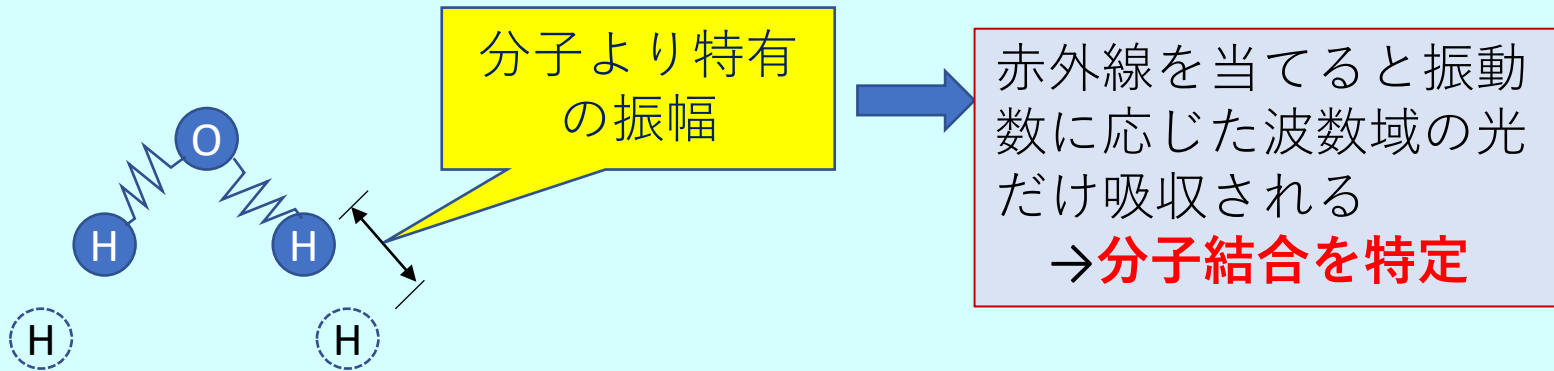 分子より特有
の振幅
赤外線を当てると振動
数に応じた波数域の光
だけ吸収される
→分子結合を特定
O
H
H
H
H